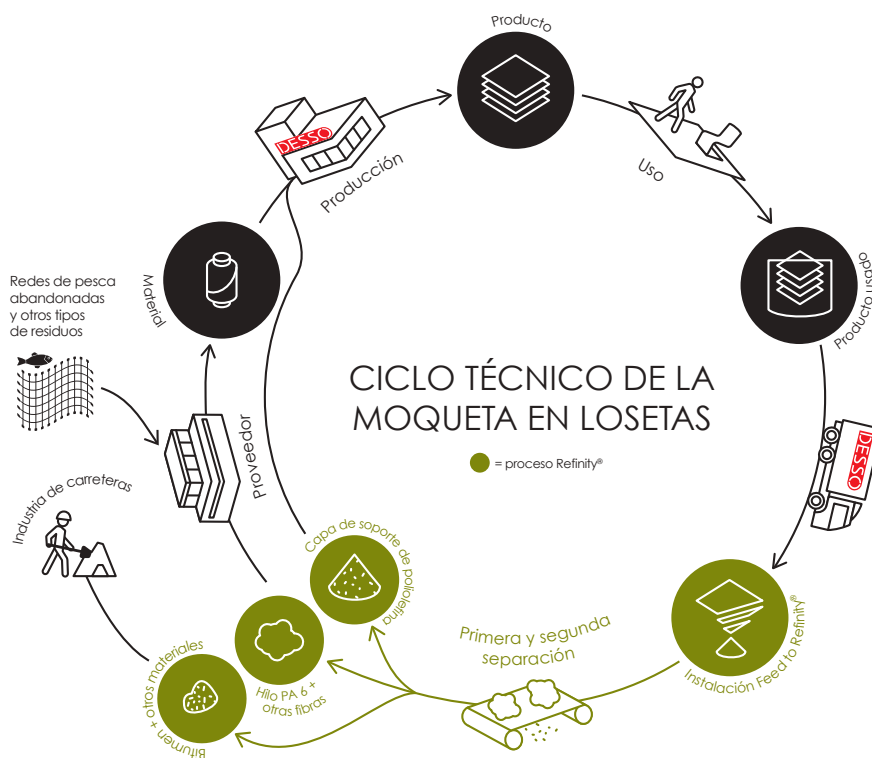 Producto
DESSO
Producción
Uso
Material
Producto usado
Redes de pesca
abandonadas
y otros tipos
de residuos
CICLO TÉCNICO DE LA
MOQUETA EN LOSETAS
= proceso Refinity®
Proveedor
DESSO
Industria de carreteras
Capa de soporte de poliolefina
Primera y segunda
separación
Instalación Feed to Refinity®
Hilo PA 6 +
otras fibras
Bitumen + otros materiales